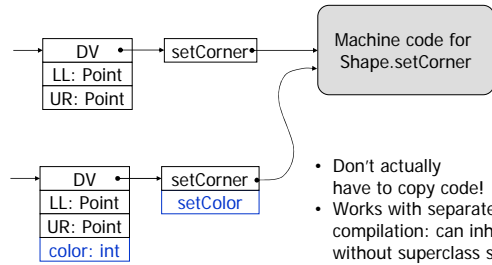 DV
setCorner
LL: Point
UR: Point
Machine code for
Shape.setCorner
DV
setCorner
LL: Point
setColor
UR: Point
color: int
• Don't actually
have to copy code!
• Works with separate
compilation: can inh
without superclass s